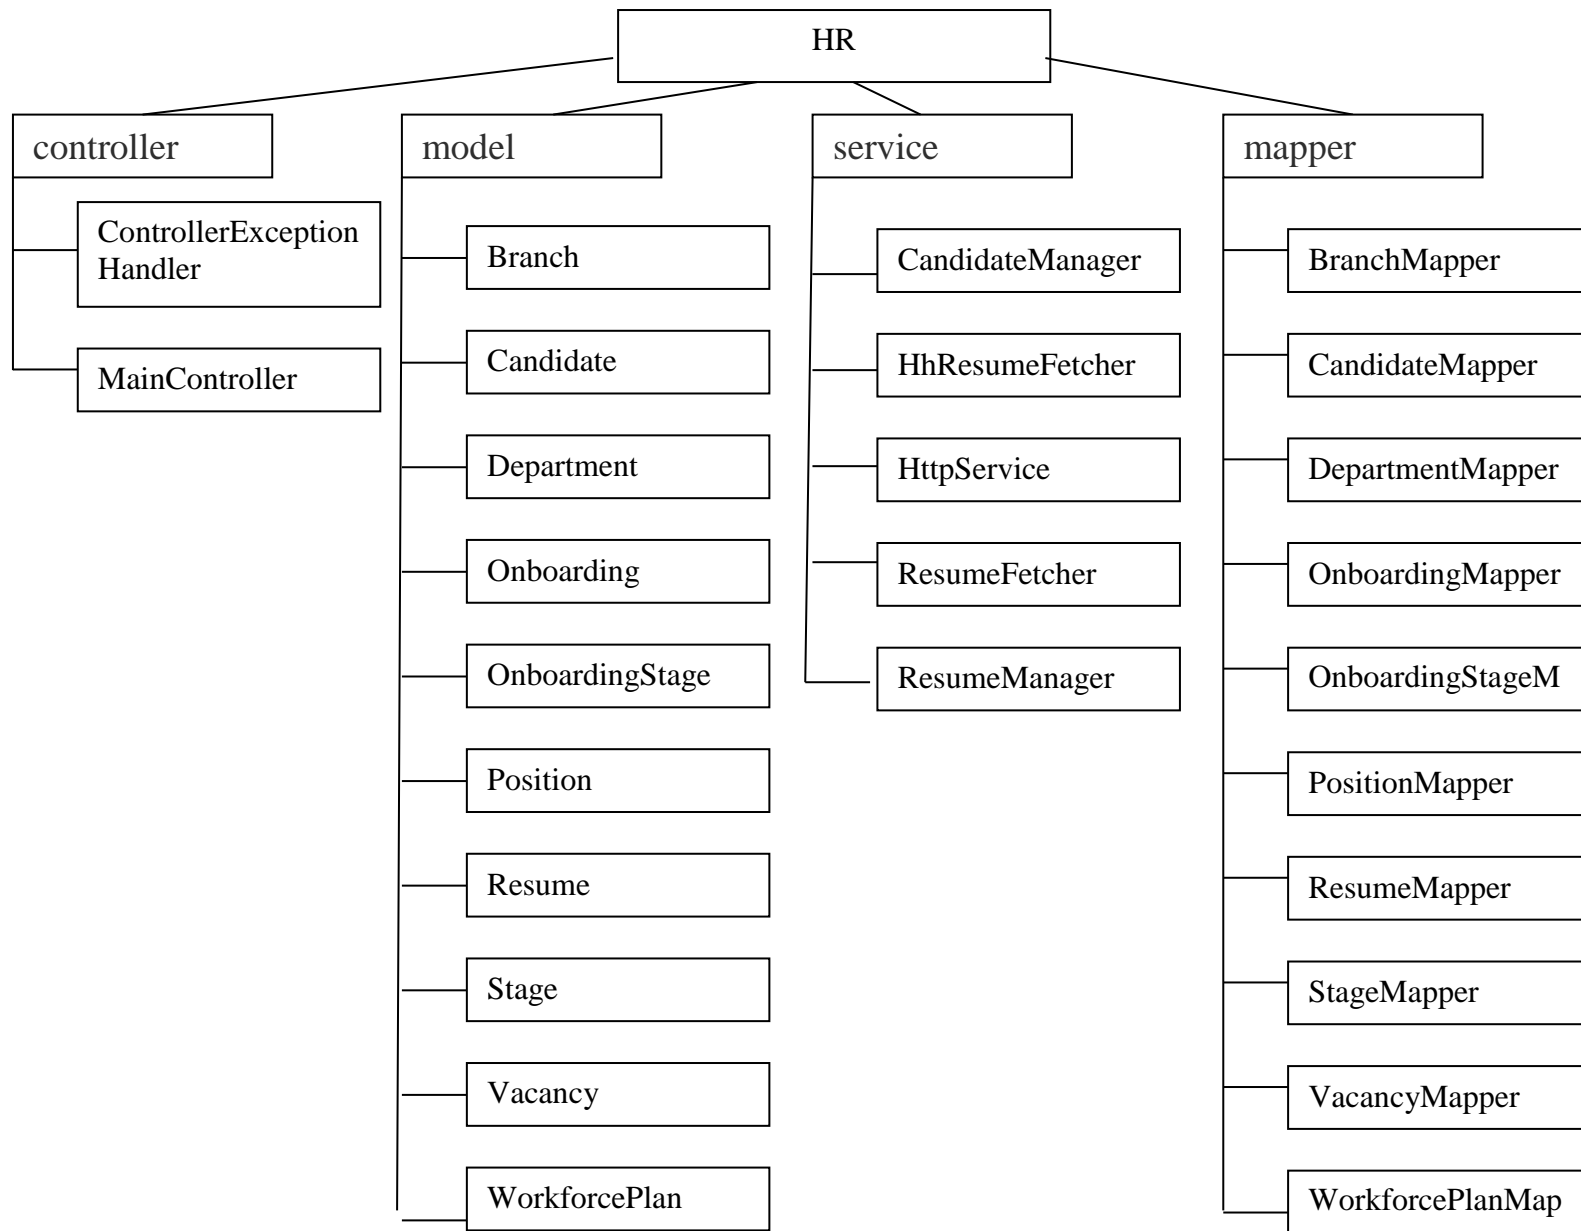 HR
controller
model
service
mapper
ControllerException
Handler
MainController
Branch
Candidate
Department
Onboarding
OnboardingStage
Position
Resume
Stage
Vacancy
WorkforcePlan
CandidateManager
HhResumeFetcher
HttpService
ResumeFetcher
ResumeManager
BranchMapper
CandidateMapper
DepartmentMapper
OnboardingMapper
OnboardingStageM
PositionMapper
ResumeMapper
StageMapper
VacancyMapper
WorkforcePlanMap